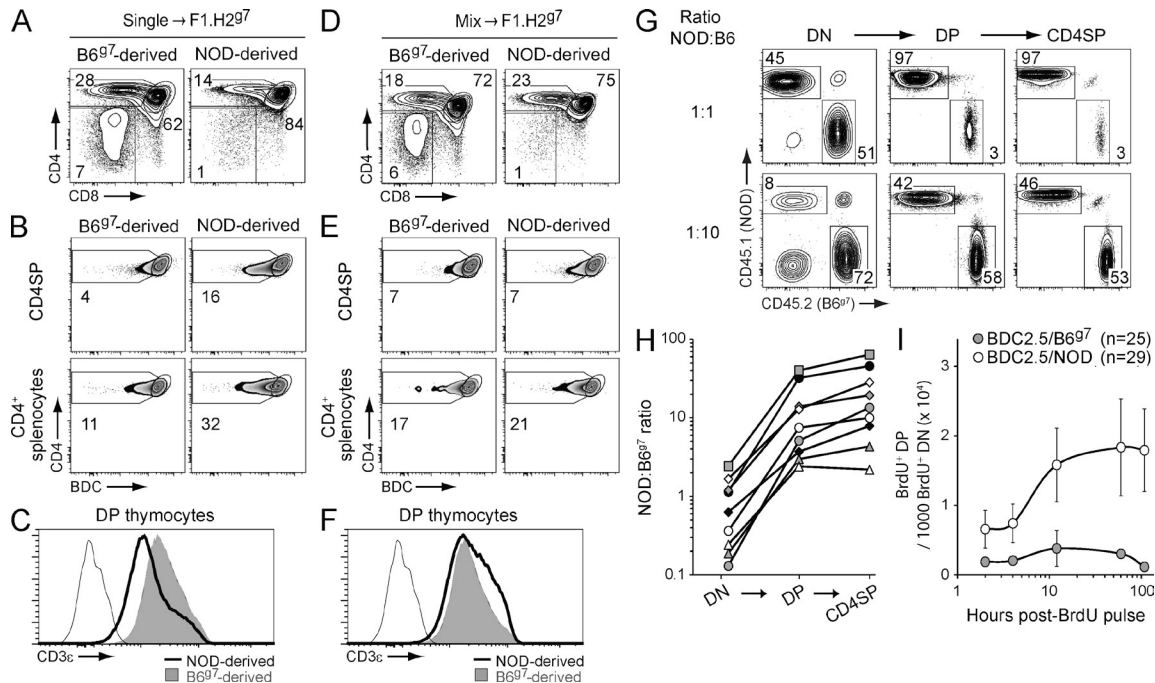 A
Single → F1.H2g7
B6g7-derived
NOD-derived
28
62
7
14
84
1
CD4
CD8
B
B6g7-derived
NOD-derived
CD4SP
4
16
CD4+ splenocytes
11
32
CD4
BDC
C
DP thymocytes
CD3ε
NOD-derived
B6g7-derived
D
Mix → F1.H2g7
B6g7-derived
NOD-derived
18
72
6
23
75
1
CD4
CD8
E
B6g7-derived
NOD-derived
CD4SP
7
7
CD4+ splenocytes
17
21
CD4
BDC
F
DP thymocytes
CD3ε
NOD-derived
B6g7-derived
G
Ratio NOD:B6
DN
DP
CD4SP
1:1
45
51
97
3
97
3
1:10
8
72
42
58
46
53
CD45.1 (NOD)
CD45.2 (B6g7)
H
NOD:B6g7 ratio
100
10
1
0.1
DN
DP
CD4SP
I
BDC2.5/B6g7 (n=25)
BDC2.5/NOD (n=29)
BrdU+ DP
/ 1000 BrdU+ DN (x 10⁴)
3
2
1
0
1
10
100
Hours post-BrdU pulse